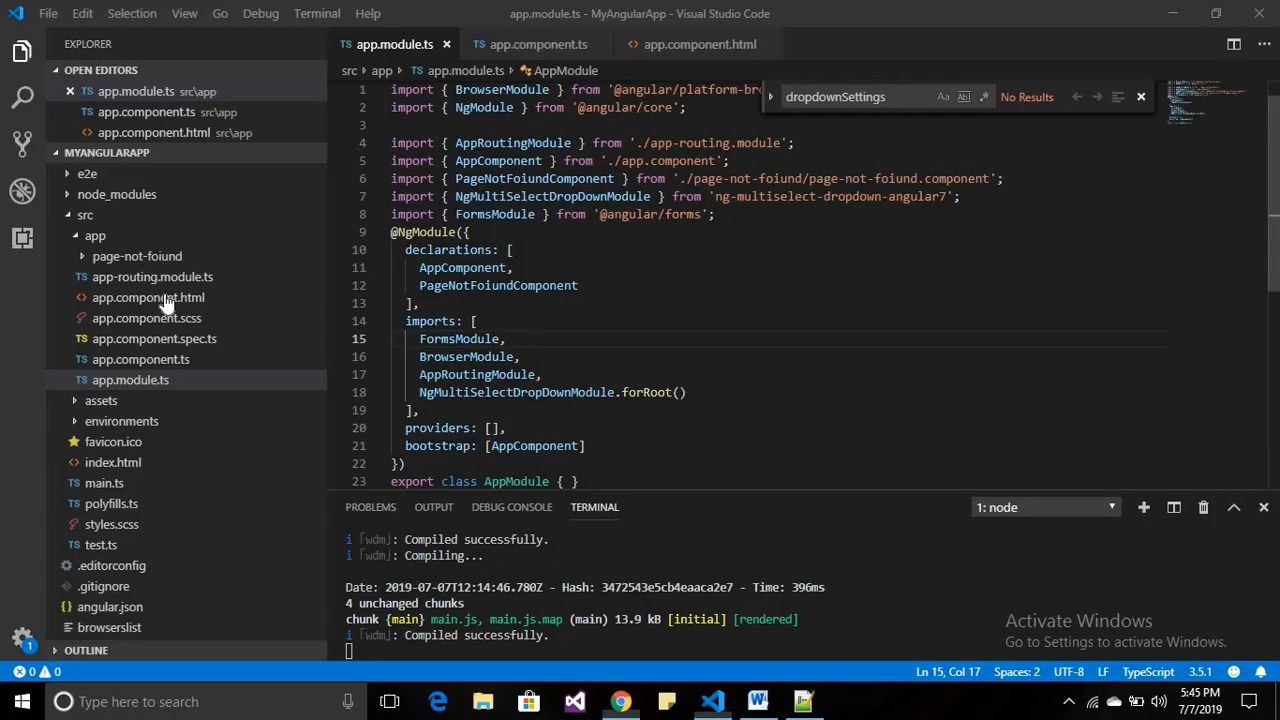 File Edit Selection View Go Debug Terminal Help app.module.ts - MyAngularApp - Visual Studio Code
EXPLORER
OPEN EDITORS
app.module.ts src\app
app.component.ts src\app
app.component.html src\app
MYANGULARAPP
e2e
node_modules
src
app
page-not-foiund
app-routing.module.ts
app.component.html
app.component.scss
app.component.spec.ts
app.component.ts
app.module.ts
assets
environments
favicon.ico
index.html
main.ts
polyfills.ts
styles.scss
test.ts
.editorconfig
.gitignore
angular.json
browserslist
OUTLINE
app.module.ts app.component.ts app.component.html
src app app.module.ts AppModule
dropdownSettings Aa Abl .* No Results
1 import { BrowserModule } from '@angular/platform-bro
2 import { NgModule } from '@angular/core';
3
4 import { AppRoutingModule } from './app-routing.module';
5 import { AppComponent } from './app.component';
6 import { PageNotFoiundComponent } from './page-not-foiund/page-not-foiund.component';
7 import { NgMultiSelectDropDownModule } from 'ng-multiselect-dropdown-angular7';
8 import { FormsModule } from '@angular/forms';
9 @NgModule({
10 declarations: [
11 AppComponent,
12 PageNotFoiundComponent
13 ],
14 imports: [
15 FormsModule,
16 BrowserModule,
17 AppRoutingModule,
18 NgMultiSelectDropDownModule.forRoot()
19 ],
20 providers: [],
21 bootstrap: [AppComponent]
22 })
23 export class AppModule { }
PROBLEMS OUTPUT DEBUG CONSOLE TERMINAL 1: node
i ｢wdm｣: Compiled successfully.
i ｢wdm｣: Compiling...
Date: 2019-07-07T12:14:46.780Z - Hash: 3472543e5cb4eaaca2e7 - Time: 396ms
4 unchanged chunks
chunk {main} main.js, main.js.map (main) 13.9 kB [initial] [rendered]
i ｢wdm｣: Compiled successfully.
Activate Windows
Go to Settings to activate Windows.
1
0 0 Ln 15, Col 17 Spaces: 2 UTF-8 LF TypeScript 3.5.1
Type here to search
5:45 PM
7/7/2019